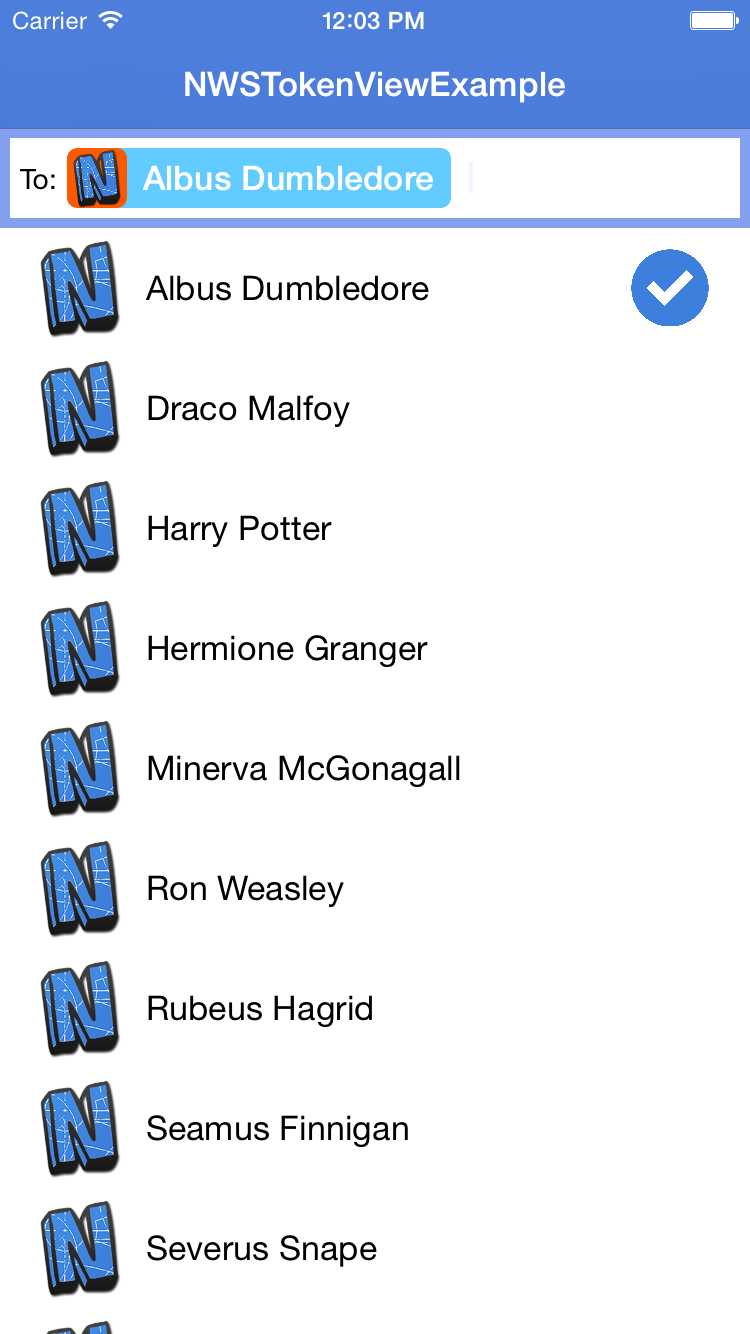 Carrier 12:03 PM
NWSTokenViewExample
To: N Albus Dumbledore
N Albus Dumbledore
N Draco Malfoy
N Harry Potter
N Hermione Granger
N Minerva McGonagall
N Ron Weasley
N Rubeus Hagrid
N Seamus Finnigan
N Severus Snape